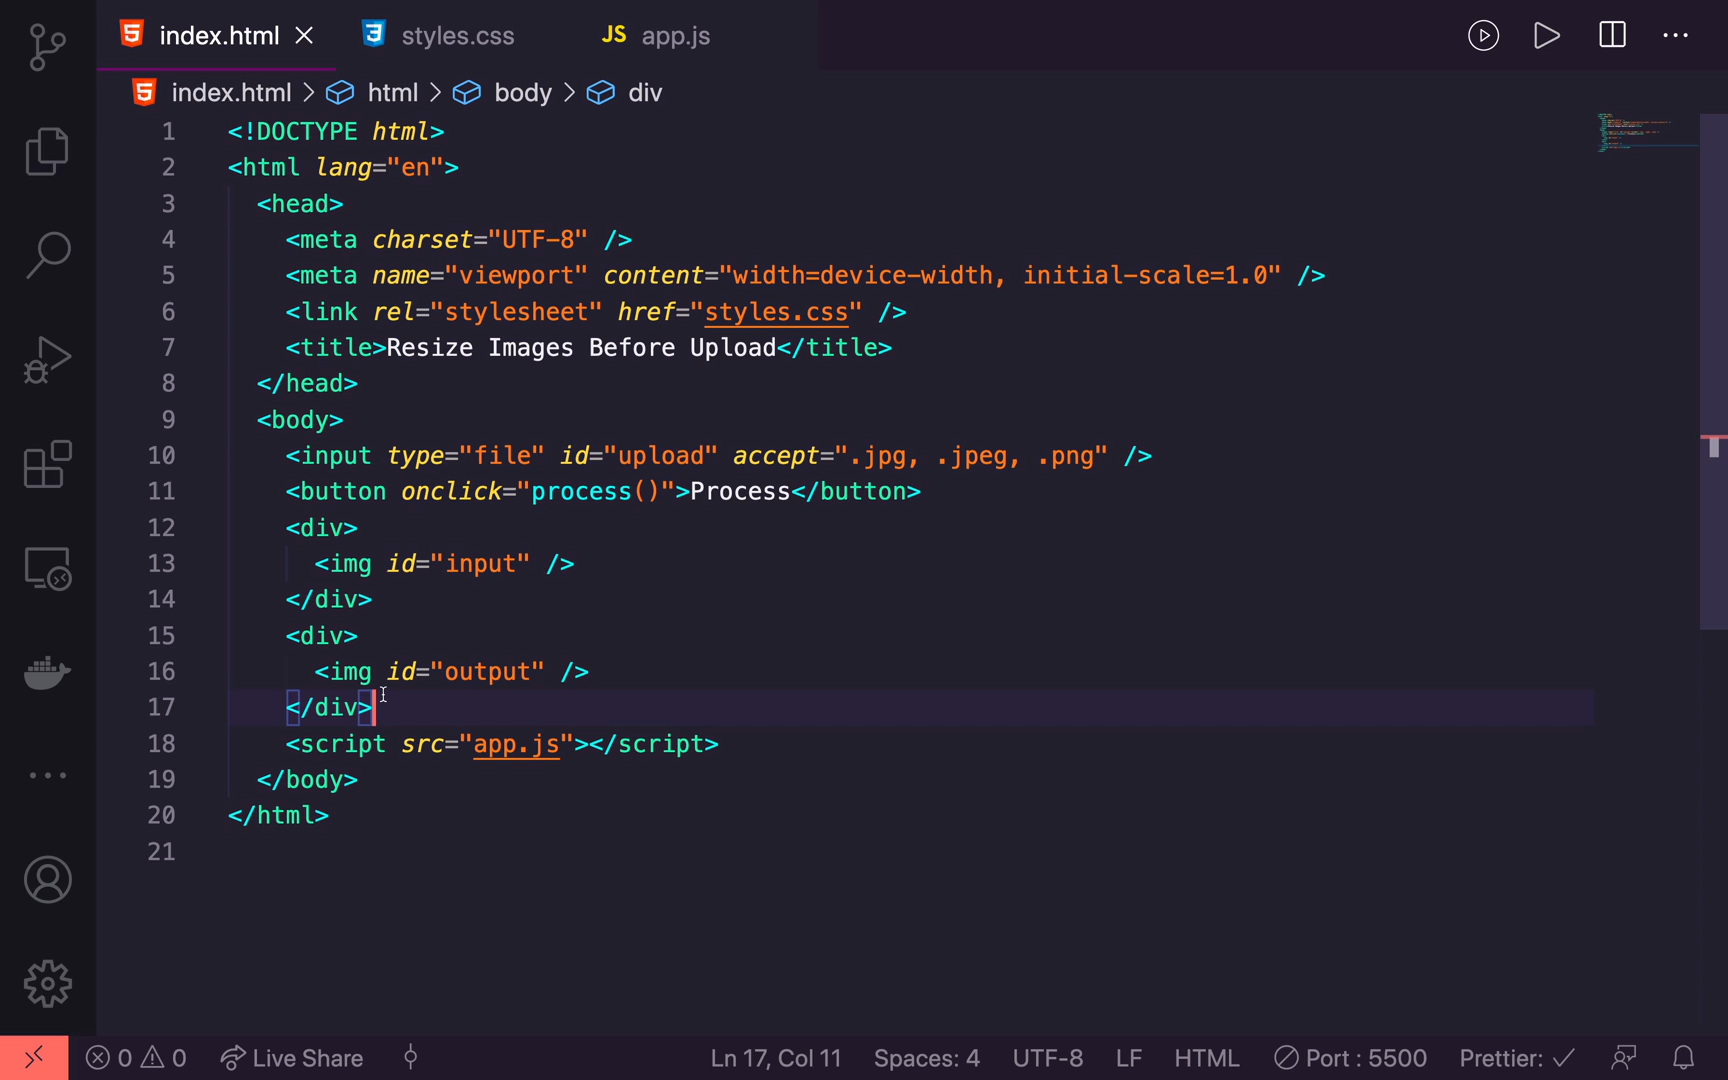 index.html styles.css JS app.js
index.html > html > body > div
1 <!DOCTYPE html>
2 <html lang="en">
3 <head>
4 <meta charset="UTF-8" />
5 <meta name="viewport" content="width=device-width, initial-scale=1.0" />
6 <link rel="stylesheet" href="styles.css" />
7 <title>Resize Images Before Upload</title>
8 </head>
9 <body>
10 <input type="file" id="upload" accept=".jpg, .jpeg, .png" />
11 <button onclick="process()">Process</button>
12 <div>
13 <img id="input" />
14 </div>
15 <div>
16 <img id="output" />
17 </div>
18 <script src="app.js"></script>
19 </body>
20 </html>
21
0 0 Live Share Ln 17, Col 11 Spaces: 4 UTF-8 LF HTML Port : 5500 Prettier: ✓